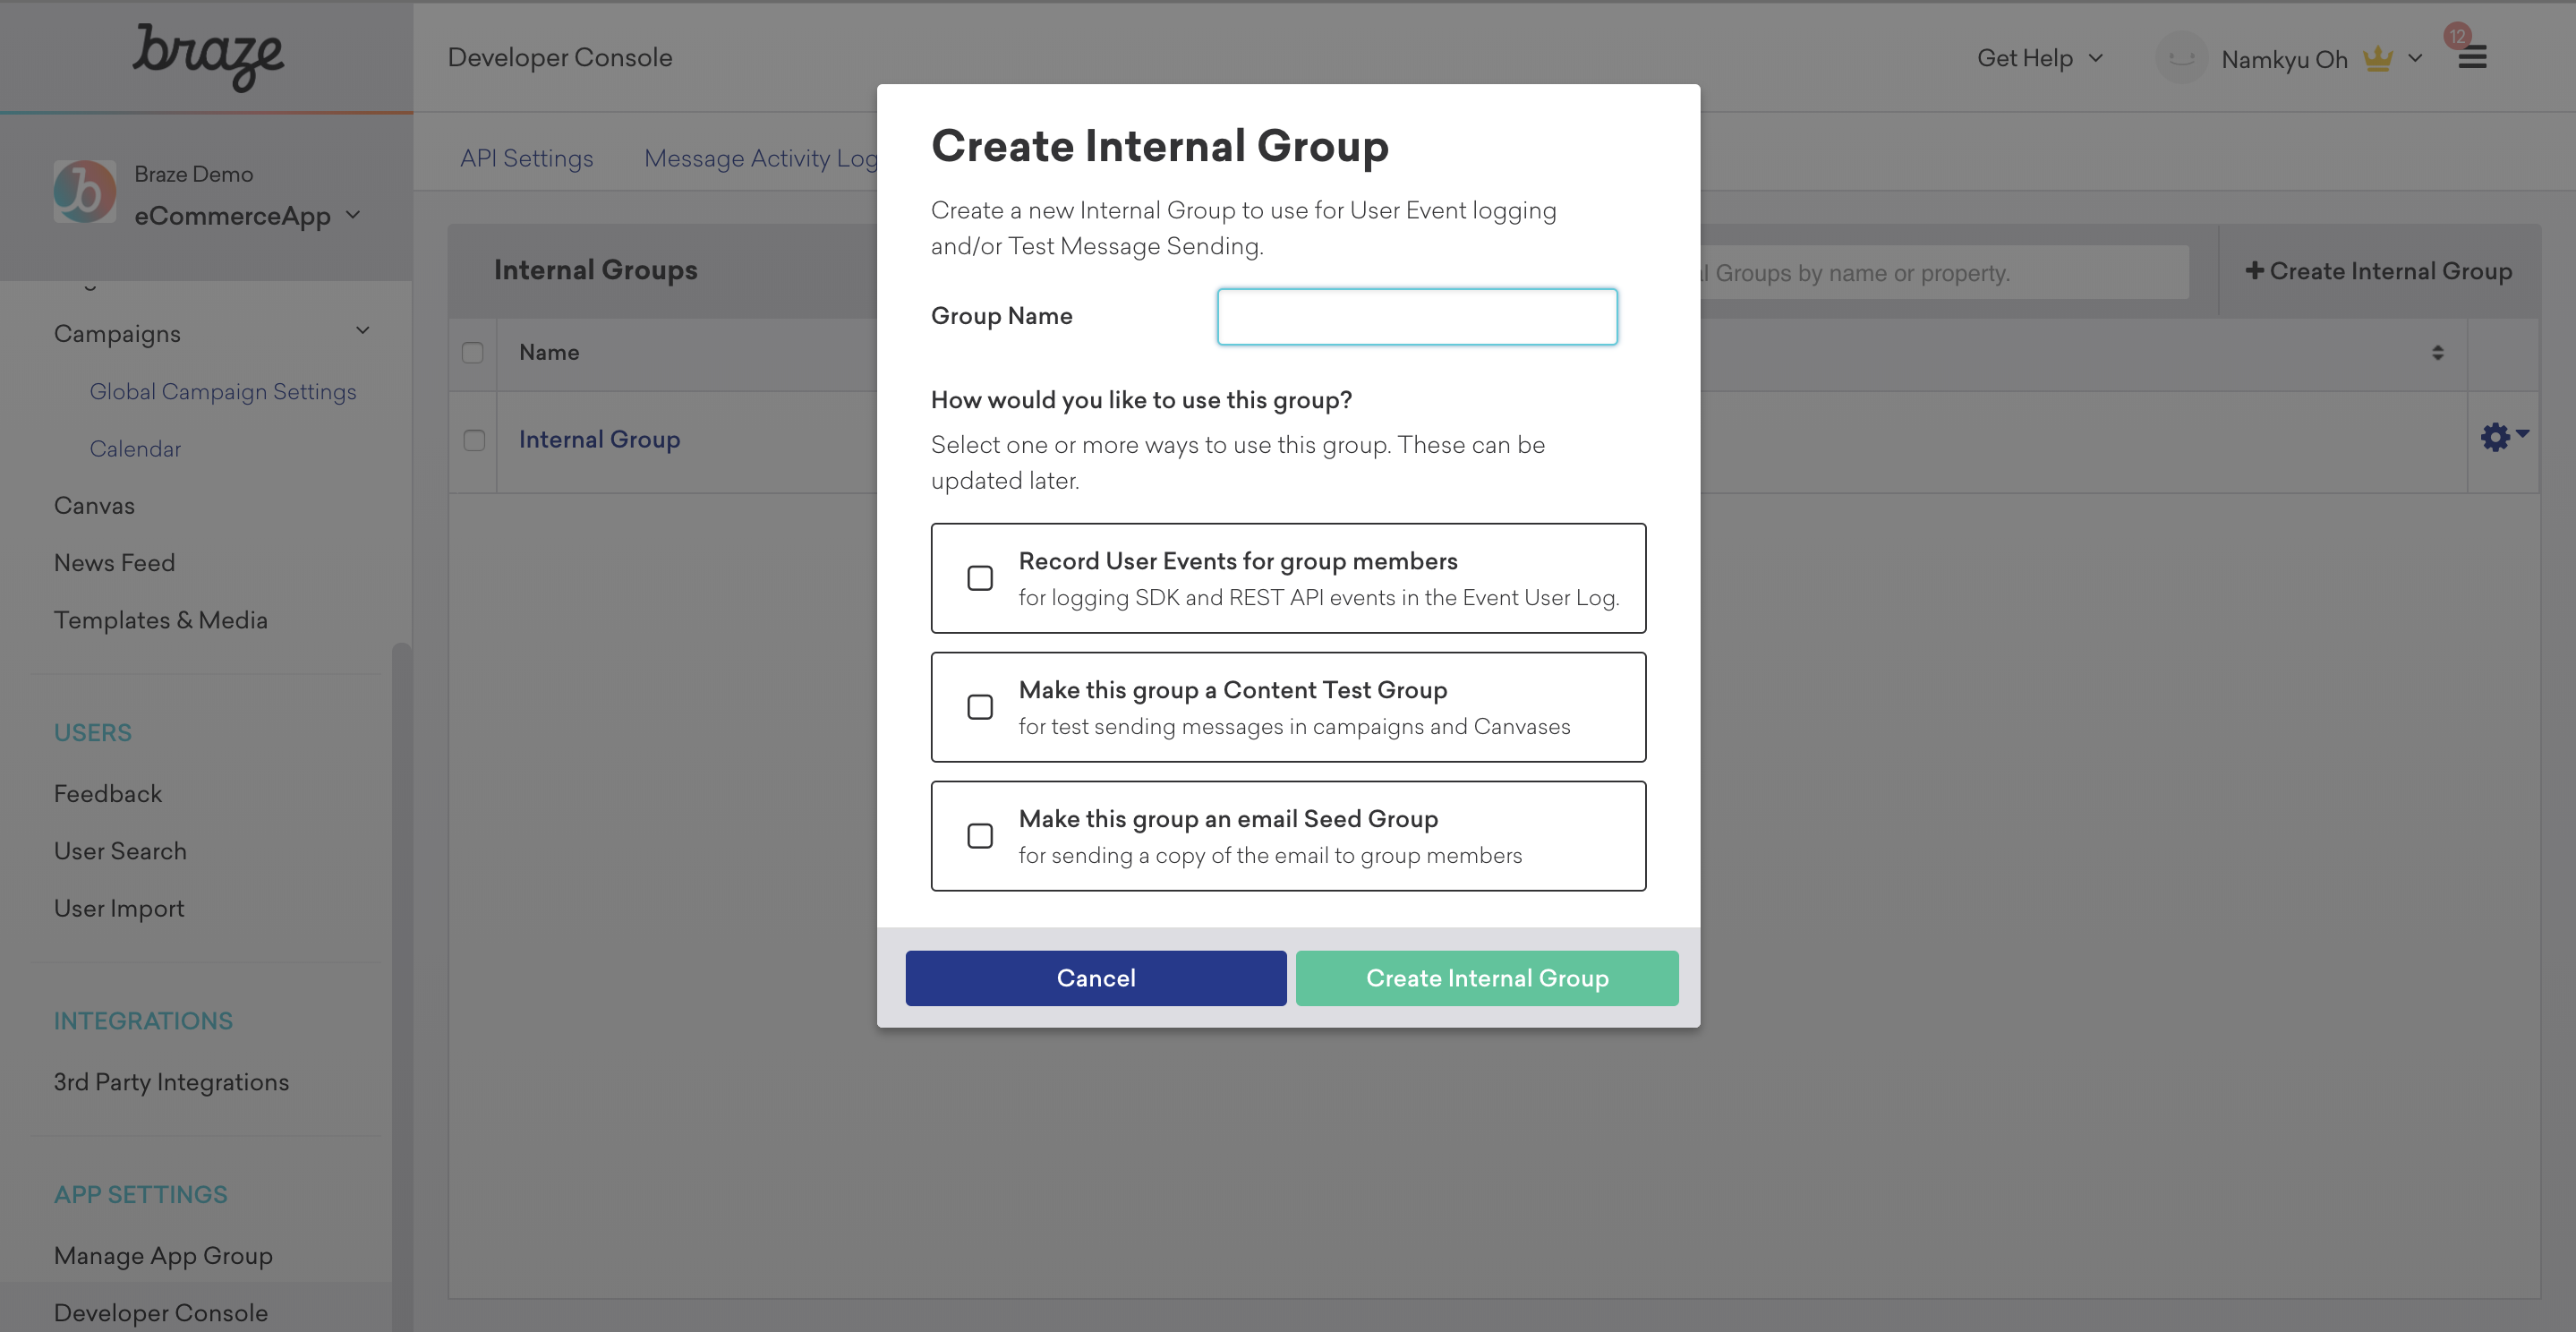 braze
Developer Console
Get Help
Namkyu Oh
12
Braze Demo
eCommerceApp
API Settings
Message Activity Log
Campaigns
Global Campaign Settings
Calendar
Canvas
News Feed
Templates & Media
USERS
Feedback
User Search
User Import
INTEGRATIONS
3rd Party Integrations
APP SETTINGS
Manage App Group
Developer Console
Internal Groups
Groups by name or property.
Create Internal Group
Name
Internal Group
Create Internal Group
Create a new Internal Group to use for User Event logging
and/or Test Message Sending.
Group Name
How would you like to use this group?
Select one or more ways to use this group. These can be
updated later.
Record User Events for group members
for logging SDK and REST API events in the Event User Log.
Make this group a Content Test Group
for test sending messages in campaigns and Canvases
Make this group an email Seed Group
for sending a copy of the email to group members
Cancel
Create Internal Group